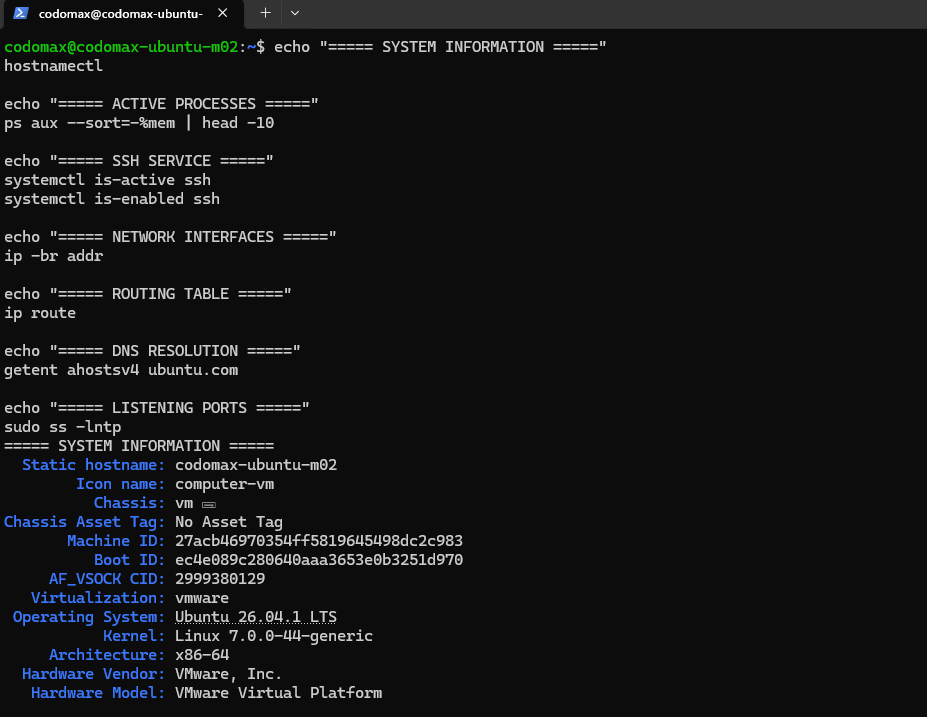 codomax@codomax-ubuntu-
codomax@codomax-ubuntu-m02:~$ echo "===== SYSTEM INFORMATION ====="
hostnamectl
echo "===== ACTIVE PROCESSES ====="
ps aux --sort=-%mem | head -10
echo "===== SSH SERVICE ====="
systemctl is-active ssh
systemctl is-enabled ssh
echo "===== NETWORK INTERFACES ====="
ip -br addr
echo "===== ROUTING TABLE ====="
ip route
echo "===== DNS RESOLUTION ====="
getent ahostsv4 ubuntu.com
echo "===== LISTENING PORTS ====="
sudo ss -lntp
===== SYSTEM INFORMATION =====
Static hostname: codomax-ubuntu-m02
Icon name: computer-vm
Chassis: vm
Chassis Asset Tag: No Asset Tag
Machine ID: 27acb46970354ff5819645498dc2c983
Boot ID: ec4e089c280640aaa3653e0b3251d970
AF_VSOCK CID: 2999380129
Virtualization: vmware
Operating System: Ubuntu 26.04.1 LTS
Kernel: Linux 7.0.0-44-generic
Architecture: x86-64
Hardware Vendor: VMware, Inc.
Hardware Model: VMware Virtual Platform